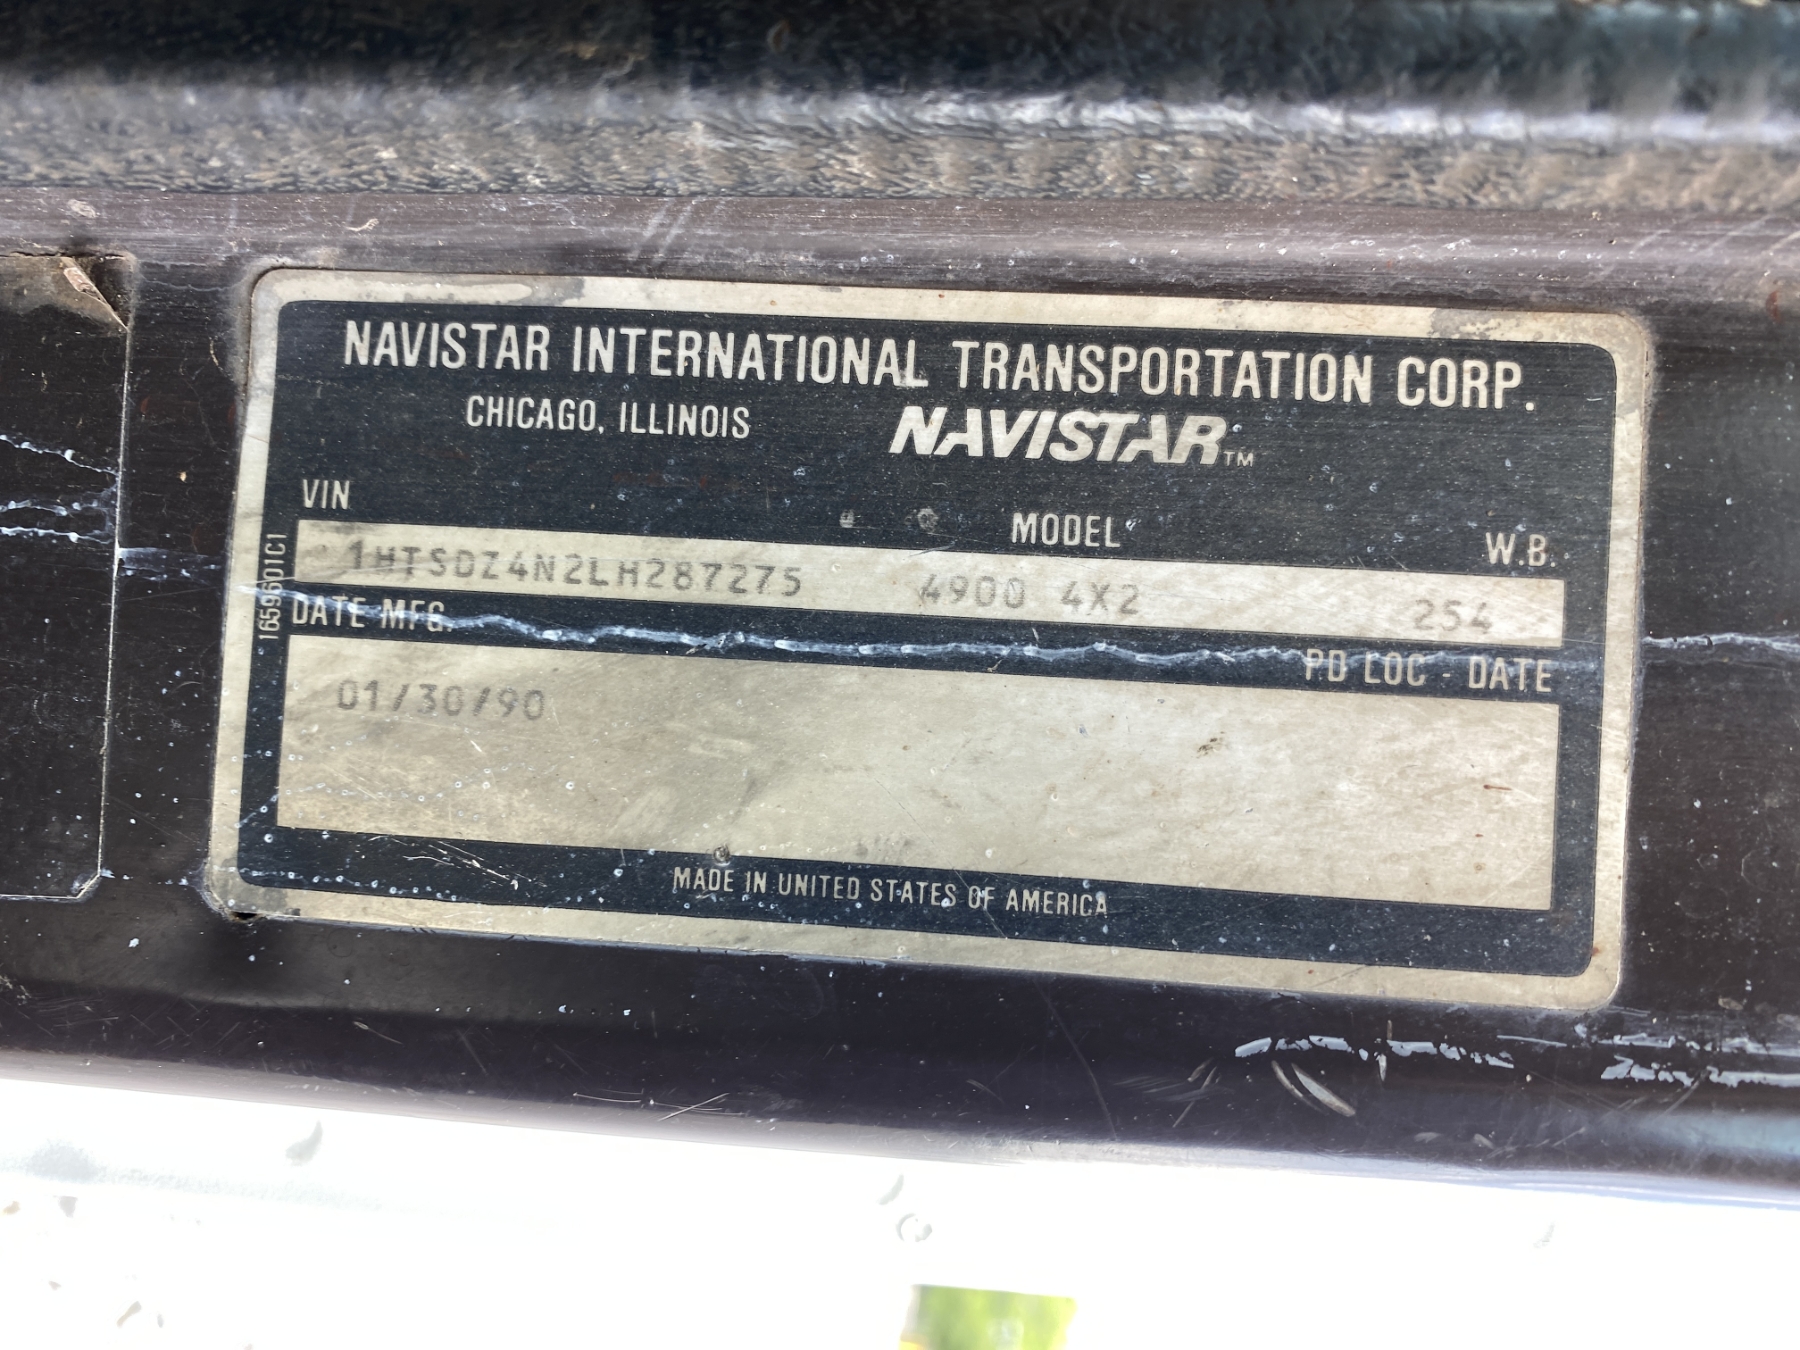 NAVISTAR INTERNATIONAL TRANSPORTATION CORP.
CHICAGO, ILLINOIS NAVISTAR™
VIN MODEL W.B.
1HTSDZ4N2LH287275 4900 4X2 254
DATE MFG. PD LOC - DATE
01/30/90
MADE IN UNITED STATES OF AMERICA
1659601C1